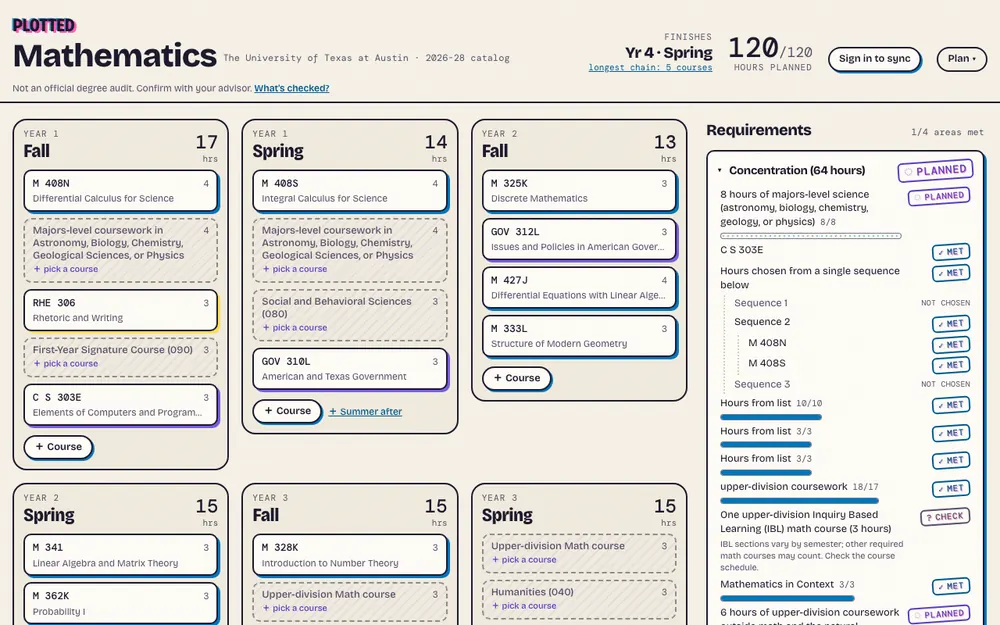 PLOTTED
Mathematics The University of Texas at Austin · 2026-28 catalog
Not an official degree audit. Confirm with your advisor. What's checked?
FINISHES
Yr 4 · Spring
longest chain: 5 courses
120/120
HOURS PLANNED
Sign in to sync
Plan ▾
YEAR 1
Fall
17
hrs
M 408N 4
Differential Calculus for Science
Majors-level coursework in 4
Astronomy, Biology, Chemistry,
Geological Sciences, or Physics
+ pick a course
RHE 306 3
Rhetoric and Writing
First-Year Signature Course (090) 3
+ pick a course
C S 303E 3
Elements of Computers and Program…
+ Course
YEAR 1
Spring
14
hrs
M 408S 4
Integral Calculus for Science
Majors-level coursework in 4
Astronomy, Biology, Chemistry,
Geological Sciences, or Physics
+ pick a course
Social and Behavioral Sciences 3
(080)
+ pick a course
GOV 310L 3
American and Texas Government
+ Course
+ Summer after
YEAR 2
Fall
13
hrs
M 325K 3
Discrete Mathematics
GOV 312L 3
Issues and Policies in American Gover…
M 427J 4
Differential Equations with Linear Alge…
M 333L 3
Structure of Modern Geometry
+ Course
YEAR 2
Spring
15
hrs
M 341 3
Linear Algebra and Matrix Theory
M 362K 3
Probability I
YEAR 3
Fall
15
hrs
M 328K 3
Introduction to Number Theory
Upper-division Math course 3
+ pick a course
YEAR 3
Spring
15
hrs
Upper-division Math course 3
+ pick a course
Humanities (040) 3
+ pick a course
Requirements 1/4 areas met
▾ Concentration (64 hours) PLANNED
8 hours of majors-level science PLANNED
(astronomy, biology, chemistry,
geology, or physics) 8/8
C S 303E ✓ MET
Hours chosen from a single sequence ✓ MET
below
Sequence 1 NOT CHOSEN
Sequence 2 ✓ MET
M 408N ✓ MET
M 408S ✓ MET
Sequence 3 NOT CHOSEN
Hours from list 10/10 ✓ MET
Hours from list 3/3 ✓ MET
Hours from list 3/3 ✓ MET
upper-division coursework 18/17 ✓ MET
One upper-division Inquiry Based ? CHECK
Learning (IBL) math course (3 hours)
IBL sections vary by semester; other required
math courses may count. Check the course
schedule.
Mathematics in Context 3/3 ✓ MET
6 hours of upper-division coursework PLANNED
outside math and the natural